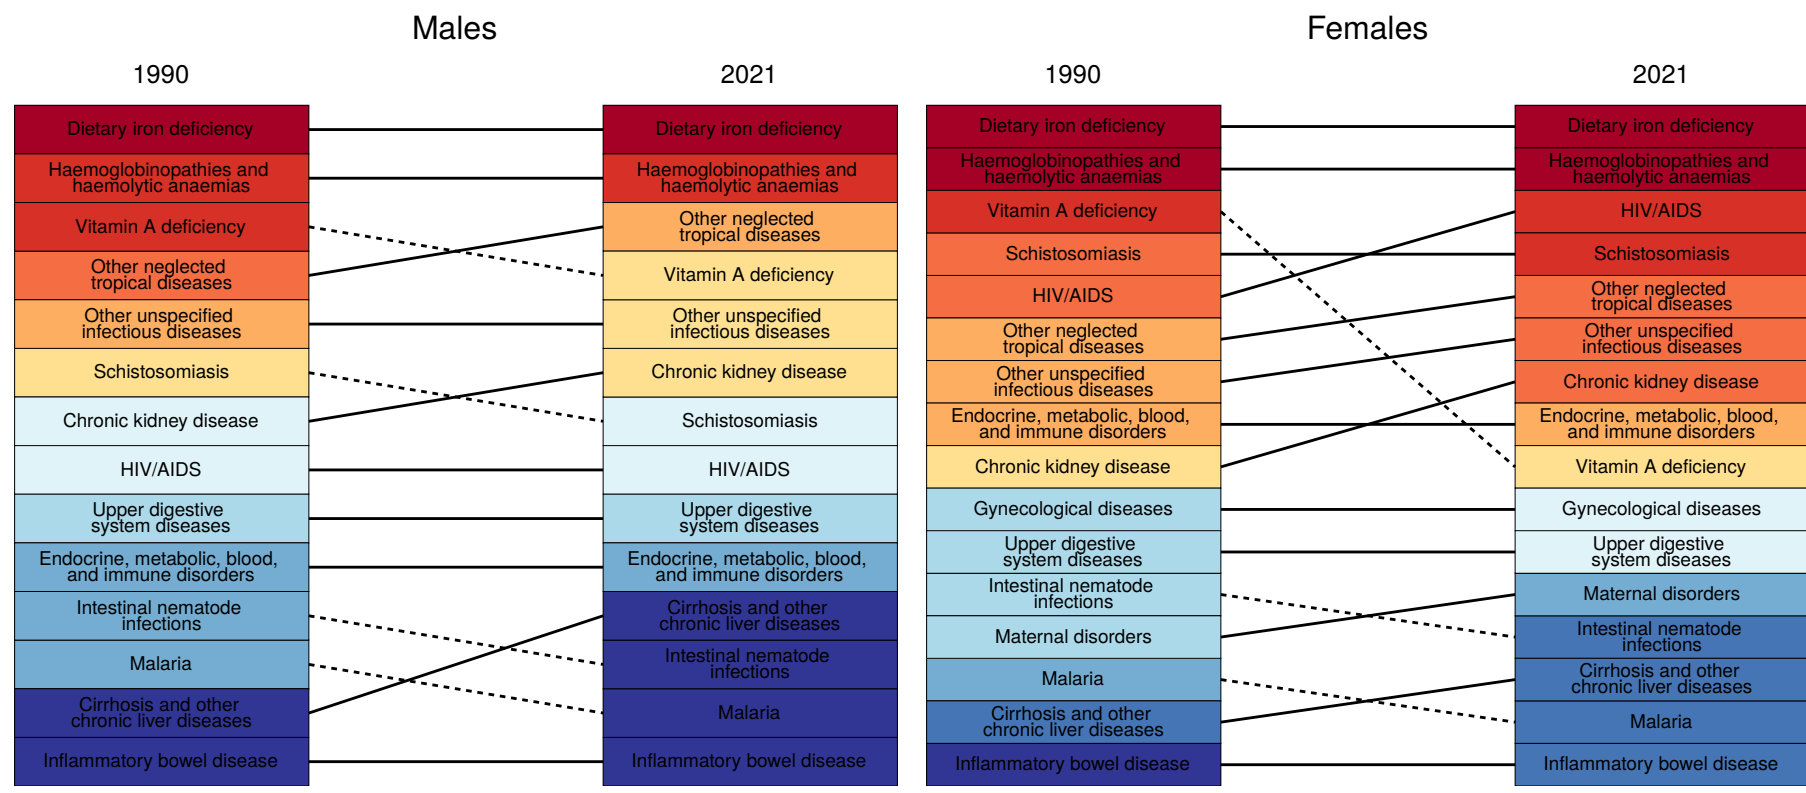 Males
1990
2021
Dietary iron deficiency
Haemoglobinopathies and
haemolytic anaemias
Vitamin A deficiency
Other neglected
tropical diseases
Other unspecified
infectious diseases
Schistosomiasis
Chronic kidney disease
HIV/AIDS
Upper digestive
system diseases
Endocrine, metabolic, blood,
and immune disorders
Intestinal nematode
infections
Malaria
Cirrhosis and other
chronic liver diseases
Inflammatory bowel disease
Dietary iron deficiency
Haemoglobinopathies and
haemolytic anaemias
Other neglected
tropical diseases
Vitamin A deficiency
Other unspecified
infectious diseases
Chronic kidney disease
Schistosomiasis
HIV/AIDS
Upper digestive
system diseases
Endocrine, metabolic, blood,
and immune disorders
Cirrhosis and other
chronic liver diseases
Intestinal nematode
infections
Malaria
Inflammatory bowel disease
Females
1990
2021
Dietary iron deficiency
Haemoglobinopathies and
haemolytic anaemias
Vitamin A deficiency
Schistosomiasis
HIV/AIDS
Other neglected
tropical diseases
Other unspecified
infectious diseases
Endocrine, metabolic, blood,
and immune disorders
Chronic kidney disease
Gynecological diseases
Upper digestive
system diseases
Intestinal nematode
infections
Maternal disorders
Malaria
Cirrhosis and other
chronic liver diseases
Inflammatory bowel disease
Dietary iron deficiency
Haemoglobinopathies and
haemolytic anaemias
HIV/AIDS
Schistosomiasis
Other neglected
tropical diseases
Other unspecified
infectious diseases
Chronic kidney disease
Endocrine, metabolic, blood,
and immune disorders
Vitamin A deficiency
Gynecological diseases
Upper digestive
system diseases
Maternal disorders
Intestinal nematode
infections
Cirrhosis and other
chronic liver diseases
Malaria
Inflammatory bowel disease